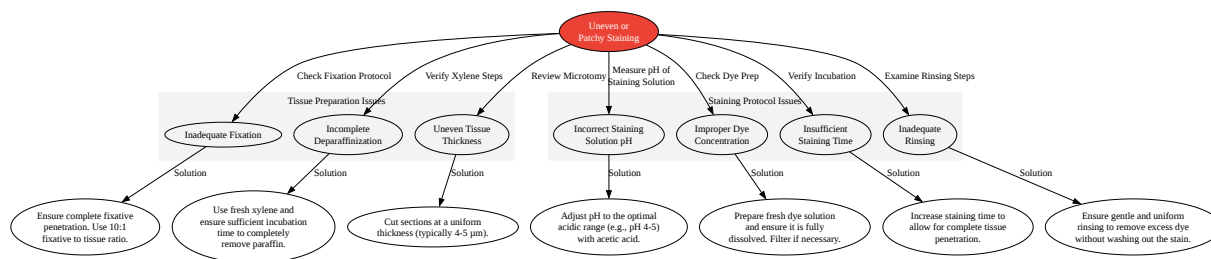 Uneven or
Patchy Staining
Check Fixation Protocol
Verify Xylene Steps
Review Microtomy
Measure pH of
Staining Solution
Check Dye Prep
Verify Incubation
Examine Rinsing Steps
Tissue Preparation Issues
Staining Protocol Issues
Inadequate Fixation
Incomplete
Deparaffinization
Uneven Tissue
Thickness
Incorrect Staining
Solution pH
Improper Dye
Concentration
Insufficient
Staining Time
Inadequate
Rinsing
Solution
Solution
Solution
Solution
Solution
Solution
Solution
Ensure complete fixative
penetration. Use 10:1
fixative to tissue ratio.
Use fresh xylene and
ensure sufficient incubation
time to completely
remove paraffin.
Cut sections at a uniform
thickness (typically 4-5 µm).
Adjust pH to the optimal
acidic range (e.g., pH 4-5)
with acetic acid.
Prepare fresh dye solution
and ensure it is fully
dissolved. Filter if necessary.
Increase staining time to
allow for complete tissue
penetration.
Ensure gentle and uniform
rinsing to remove excess dye
without washing out the stain.